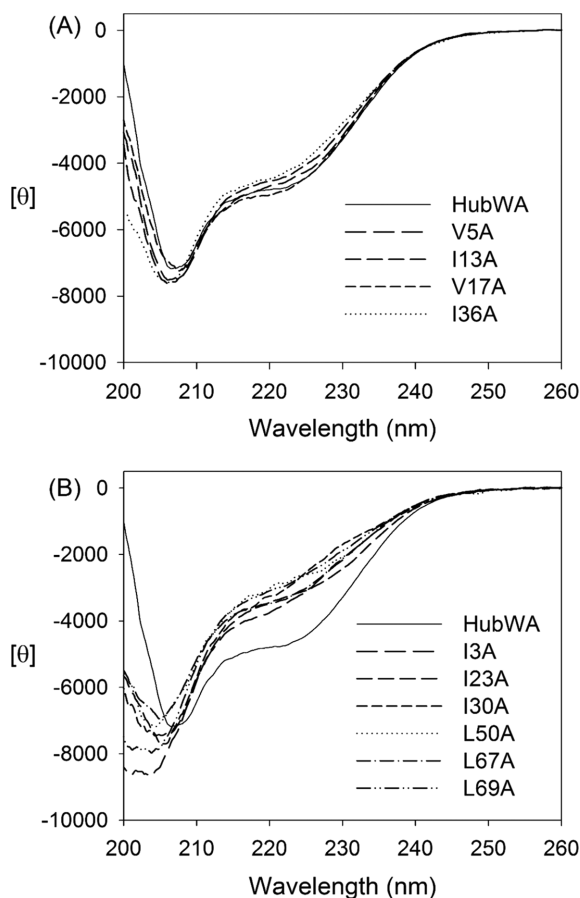 (A)
0
-2000
-4000
[θ]
-6000
-8000
-10000
HubWA
V5A
I13A
V17A
I36A
200 210 220 230 240 250 260
Wavelength (nm)
(B)
0
-2000
-4000
[θ]
-6000
-8000
-10000
HubWA
I3A
I23A
I30A
L50A
L67A
L69A
200 210 220 230 240 250 260
Wavelength (nm)